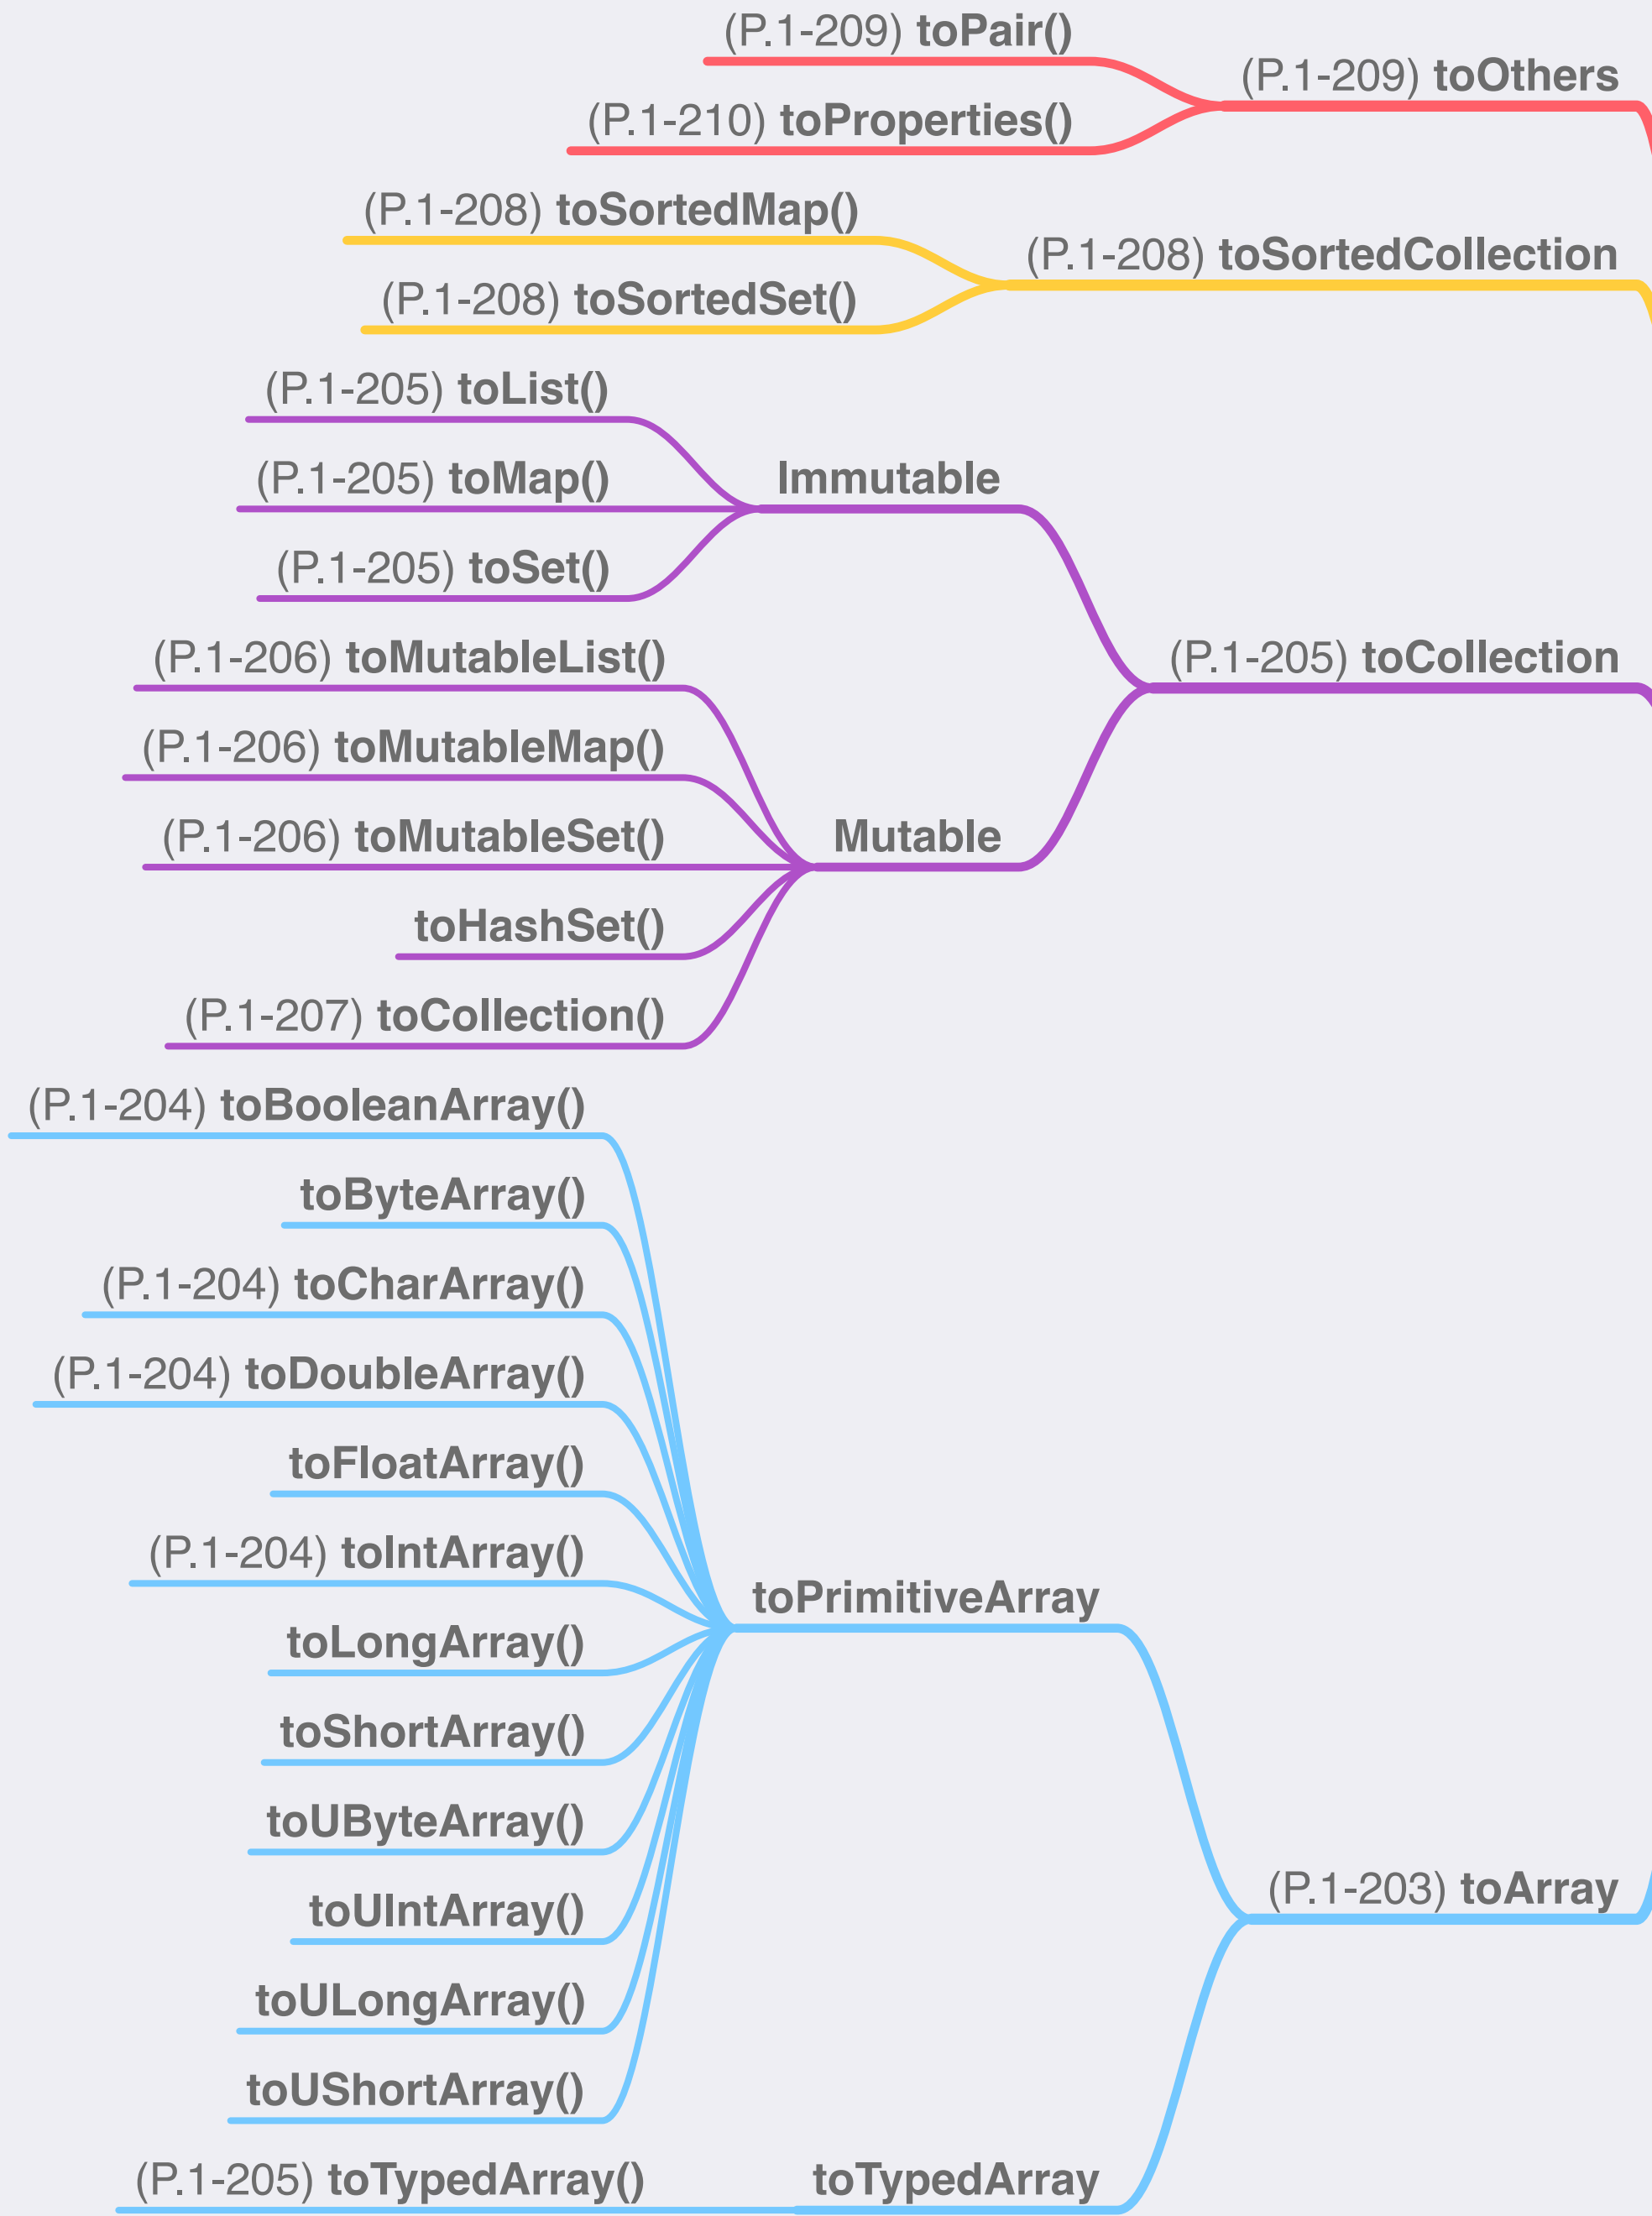 (P.1-209) toPair()
(P.1-209) toOthers
(P.1-210) toProperties()
(P.1-208) toSortedMap()
(P.1-208) toSortedCollection
(P.1-208) toSortedSet()
(P.1-205) toList()
(P.1-205) toMap()
Immutable
(P.1-205) toSet()
(P.1-206) toMutableList()
(P.1-205) toCollection
(P.1-206) toMutableMap()
(P.1-206) toMutableSet()
Mutable
toHashSet()
(P.1-207) toCollection()
(P.1-204) toBooleanArray()
toByteArray()
(P.1-204) toCharArray()
(P.1-204) toDoubleArray()
toFloatArray()
(P.1-204) toIntArray()
toPrimitiveArray
toLongArray()
toShortArray()
toUByteArray()
(P.1-203) toArray
toUIntArray()
toULongArray()
toUShortArray()
(P.1-205) toTypedArray()
toTypedArray